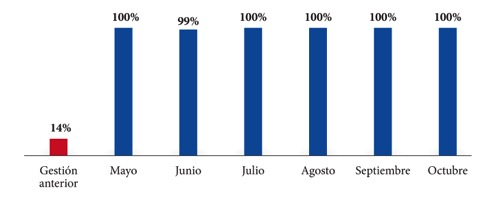 100% 99% 100% 100% 100% 100%
14%
Gestión Mayo Junio Julio Agosto Septiembre Octubre
anterior